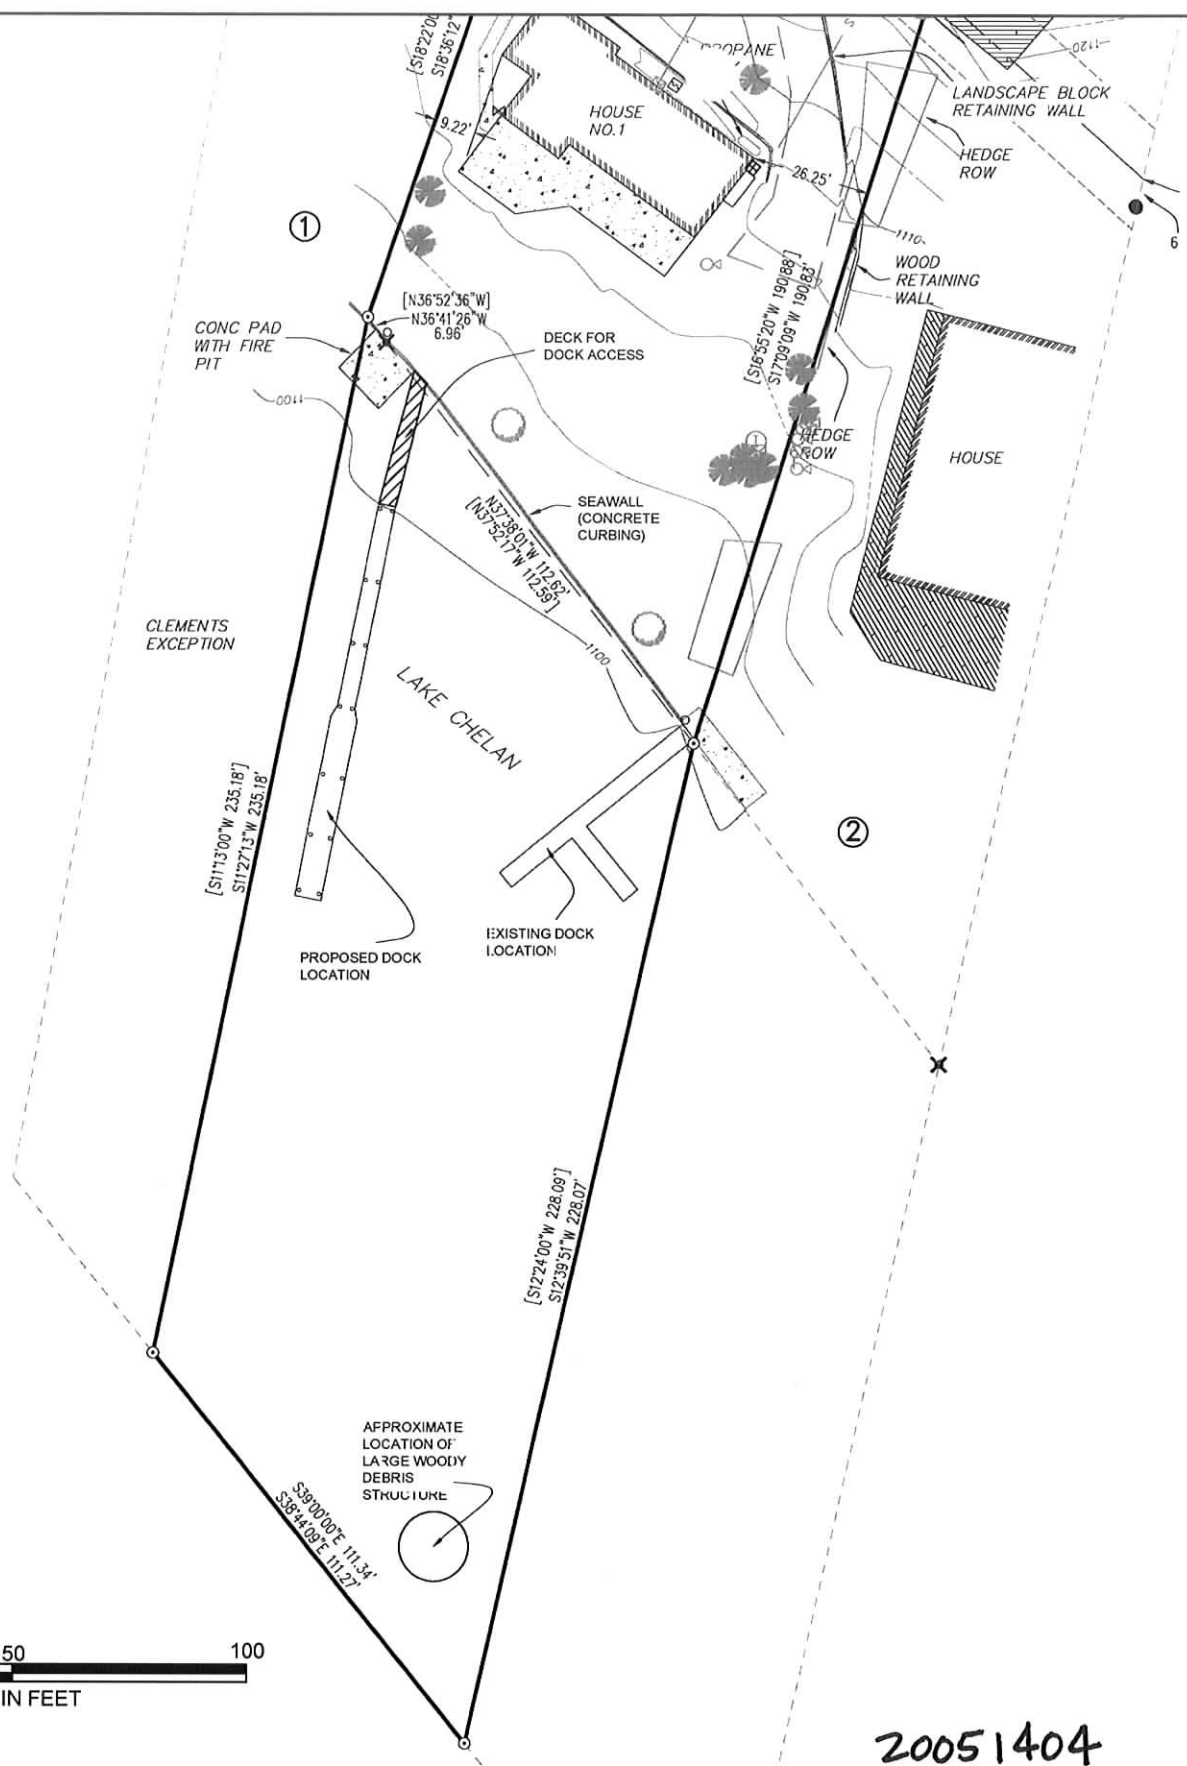 [S18°22'00"
S18°36'12"
PROPANE
1120
HOUSE
NO.1
LANDSCAPE BLOCK
RETAINING WALL
9.22'
HEDGE
ROW
26.25'
1
6
1110
WOOD
RETAINING
WALL
[S16°55'20"W 190.88']
S17°09'09"W 190.83'
[N36°52'36"W]
N36°41'26"W
6.96'
CONC PAD
WITH FIRE
PIT
DECK FOR
DOCK ACCESS
1100
HEDGE
ROW
HOUSE
SEAWALL
(CONCRETE
CURBING)
N37°38'01"W 112.62'
[N37°52'17"W 112.59']
CLEMENTS
EXCEPTION
1100
LAKE CHELAN
[S11°13'00"W 235.18']
S11°27'13"W 235.18'
2
PROPOSED DOCK
LOCATION
EXISTING DOCK
LOCATION
[S12°24'00"W 228.09']
S12°39'51"W 228.07'
APPROXIMATE
LOCATION OF
LARGE WOODY
DEBRIS
STRUCTURE
S39°00'00"E 111.34'
S38°44'09"E 111.27'
50 100
IN FEET
20051404